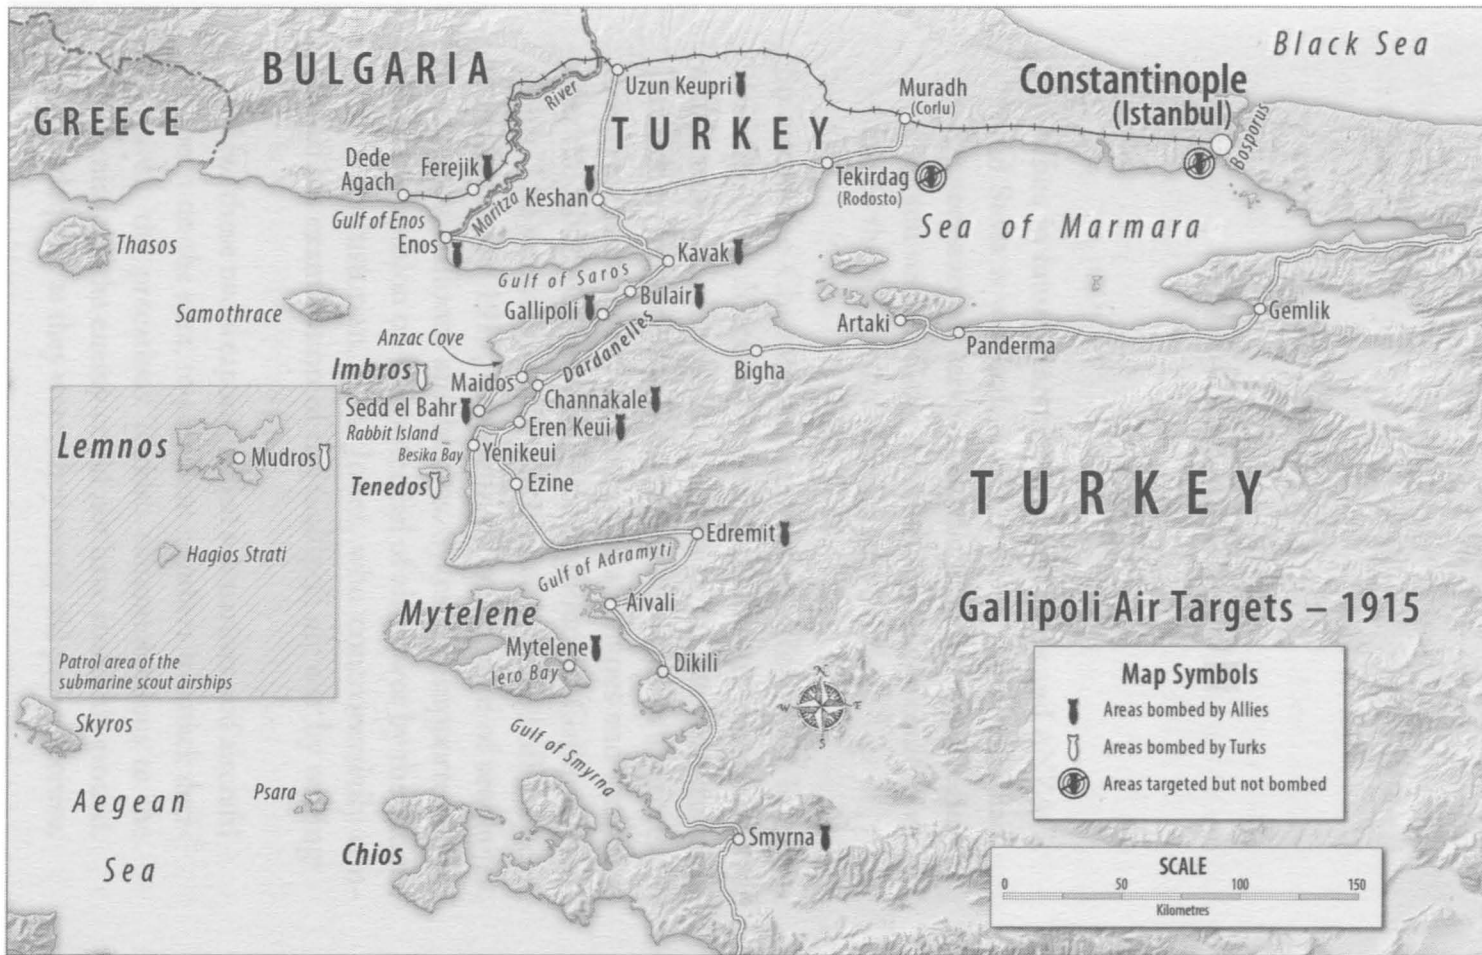 Black Sea
BULGARIA
GREECE
River
Uzun Keupri
TURKEY
Muradh
(Corlu)
Constantinople
(Istanbul)
Bosporus
Dede
Agach
Ferejik
Maritza
Keshan
Tekirdag
(Rodosto)
Gulf of Enos
Enos
Thasos
Sea of Marmara
Kavak
Gulf of Saros
Bulair
Gallipoli
Samothrace
Anzac Cove
Dardanelles
Artaki
Panderma
Gemlik
Bigha
Imbros
Maidos
Channakale
Sedd el Bahr
Eren Keui
Rabbit Island
Besika Bay
Yenikeui
Lemnos
Mudros
Tenedos
Ezine
TURKEY
Edremit
Hagios Strati
Gulf of Adramyti
Aivali
Mytelene
Mytelene
Iero Bay
Dikili
Patrol area of the
submarine scout airships
Skyros
Gulf of Smyrna
Aegean
Sea
Psara
Chios
Smyrna
N
W
E
S
Gallipoli Air Targets – 1915
Map Symbols
Areas bombed by Allies
Areas bombed by Turks
Areas targeted but not bombed
SCALE
0 50 100 150
Kilometres